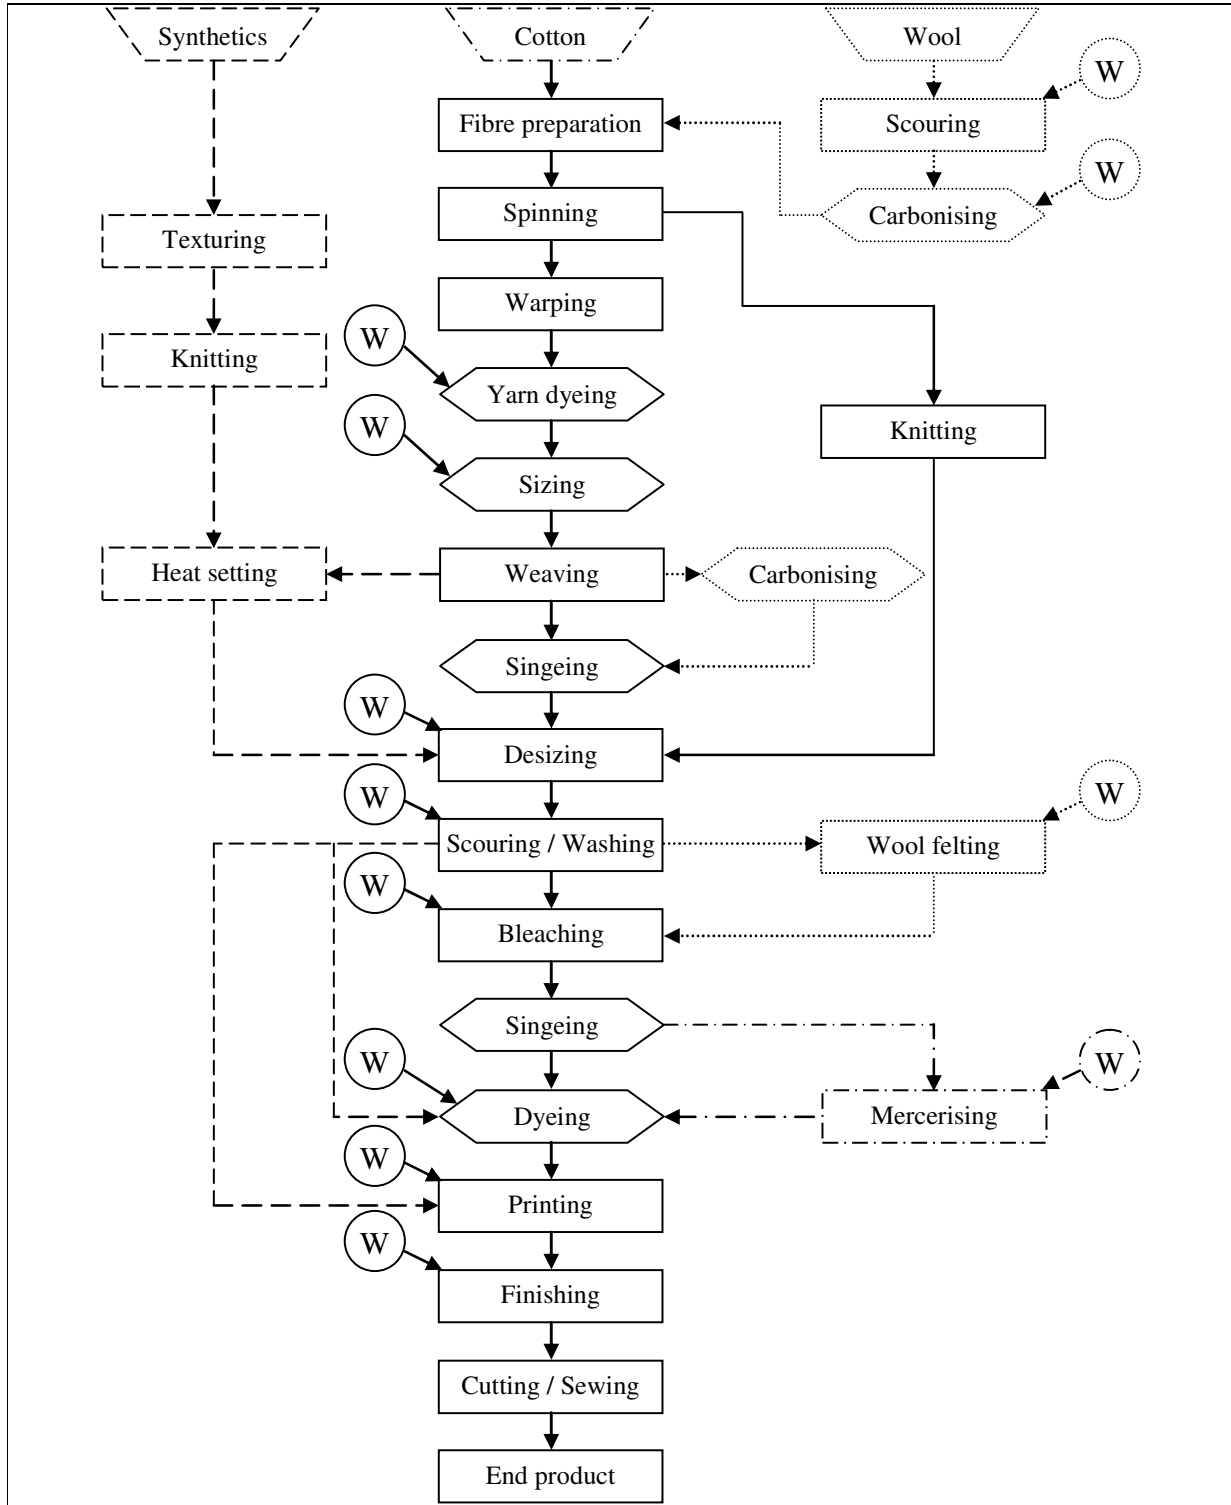 Synthetics
Cotton
Wool
W
Fibre preparation
Scouring
W
Spinning
Carbonising
Texturing
Warping
W
Knitting
Yarn dyeing
W
Knitting
Sizing
Heat setting
Weaving
Carbonising
Singeing
W
Desizing
W
W
Scouring / Washing
Wool felting
W
Bleaching
Singeing
W
W
Dyeing
Mercerising
W
Printing
W
Finishing
Cutting / Sewing
End product